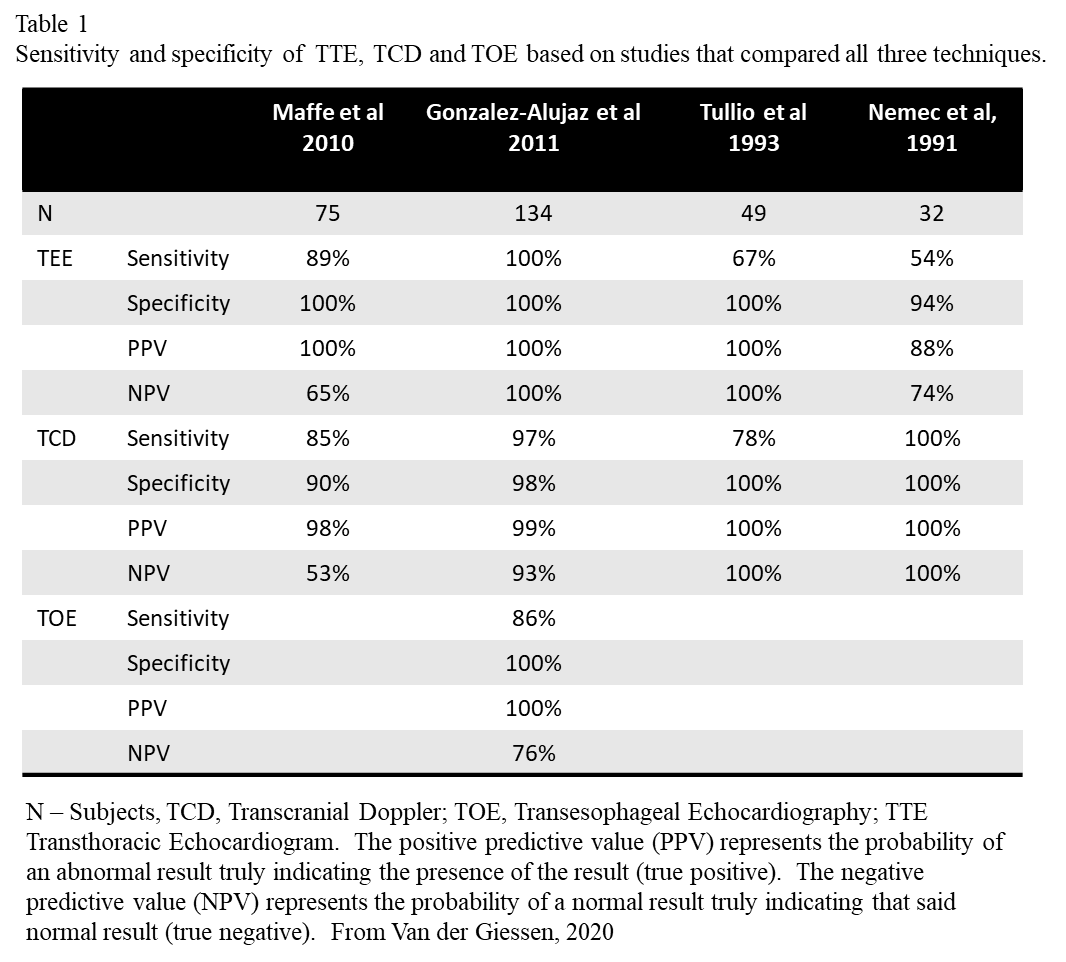 Table 1
Sensitivity and specificity of TTE, TCD and TOE based on studies that compared all three techniques.
Maffe et al 2010 Gonzalez-Alujaz et al 2011 Tullio et al 1993 Nemec et al, 1991
N 75 134 49 32
TEE Sensitivity 89% 100% 67% 54%
Specificity 100% 100% 100% 94%
PPV 100% 100% 100% 88%
NPV 65% 100% 100% 74%
TCD Sensitivity 85% 97% 78% 100%
Specificity 90% 98% 100% 100%
PPV 98% 99% 100% 100%
NPV 53% 93% 100% 100%
TOE Sensitivity 86%
Specificity 100%
PPV 100%
NPV 76%
N – Subjects, TCD, Transcranial Doppler; TOE, Transesophageal Echocardiography; TTE
Transthoracic Echocardiogram. The positive predictive value (PPV) represents the probability of
an abnormal result truly indicating the presence of the result (true positive). The negative
predictive value (NPV) represents the probability of a normal result truly indicating that said
normal result (true negative). From Van der Giessen, 2020